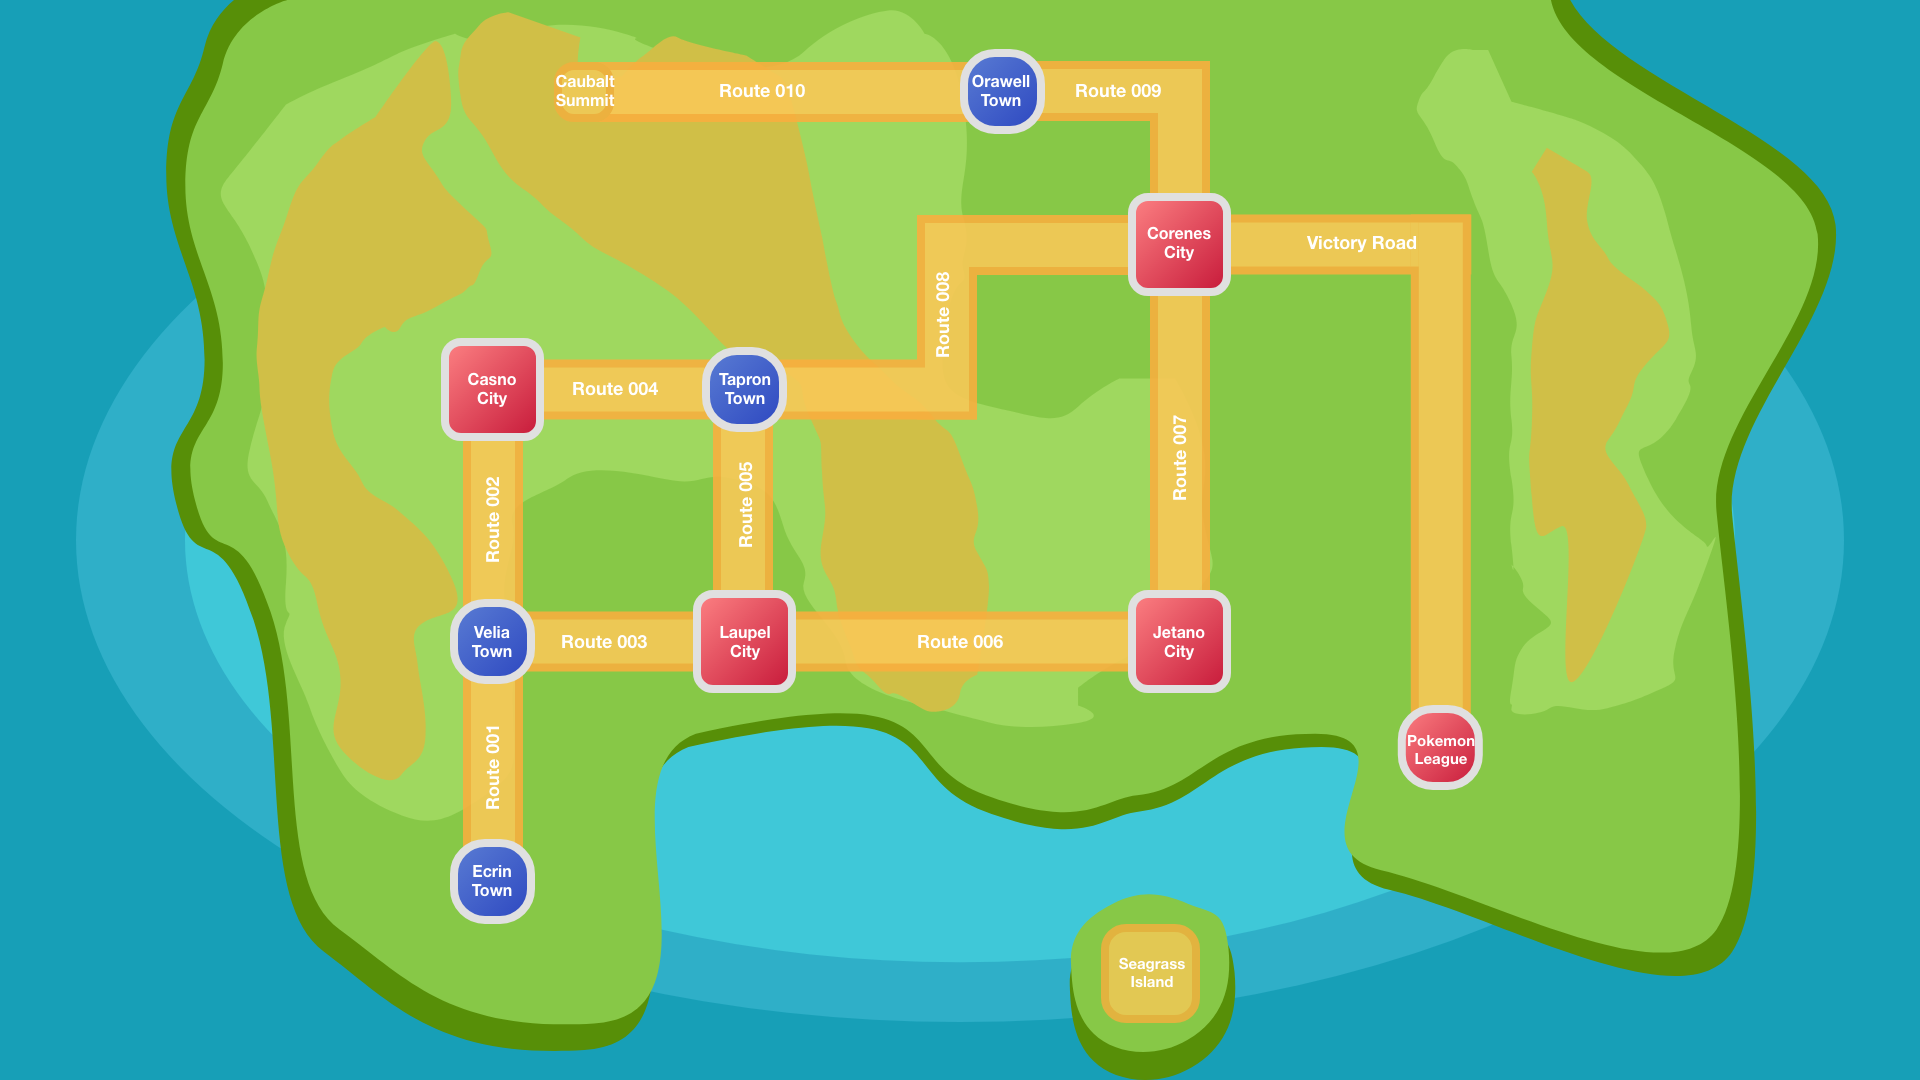 Caubalt
Summit
Route 010
Orawell
Town
Route 009
Corenes
City
Victory Road
Route 008
Casno
City
Route 004
Tapron
Town
Route 007
Route 002
Route 005
Velia
Town
Route 003
Laupel
City
Route 006
Jetano
City
Route 001
Pokemon
League
Ecrin
Town
Seagrass
Island